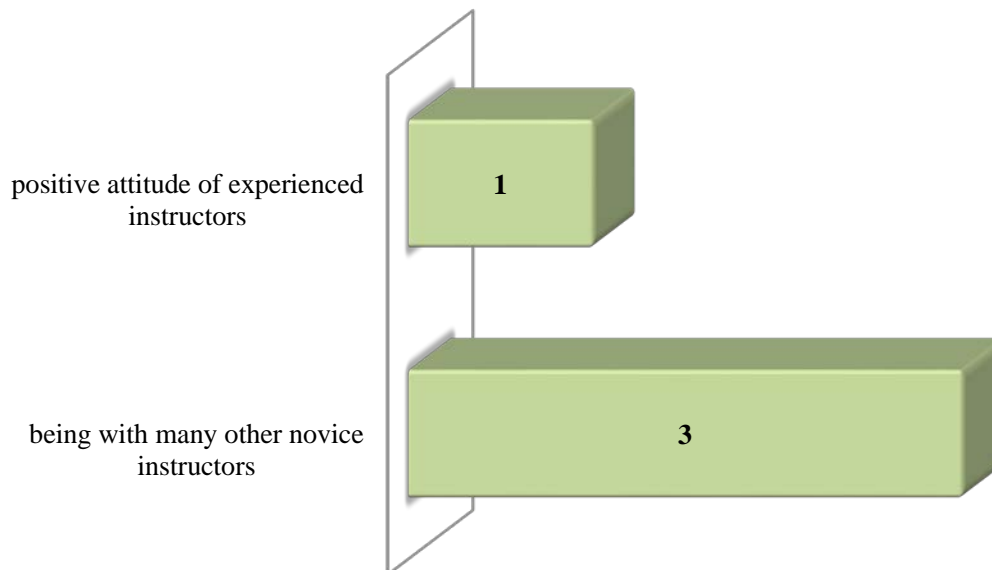 positive attitude of experienced
instructors
1
being with many other novice
instructors
3